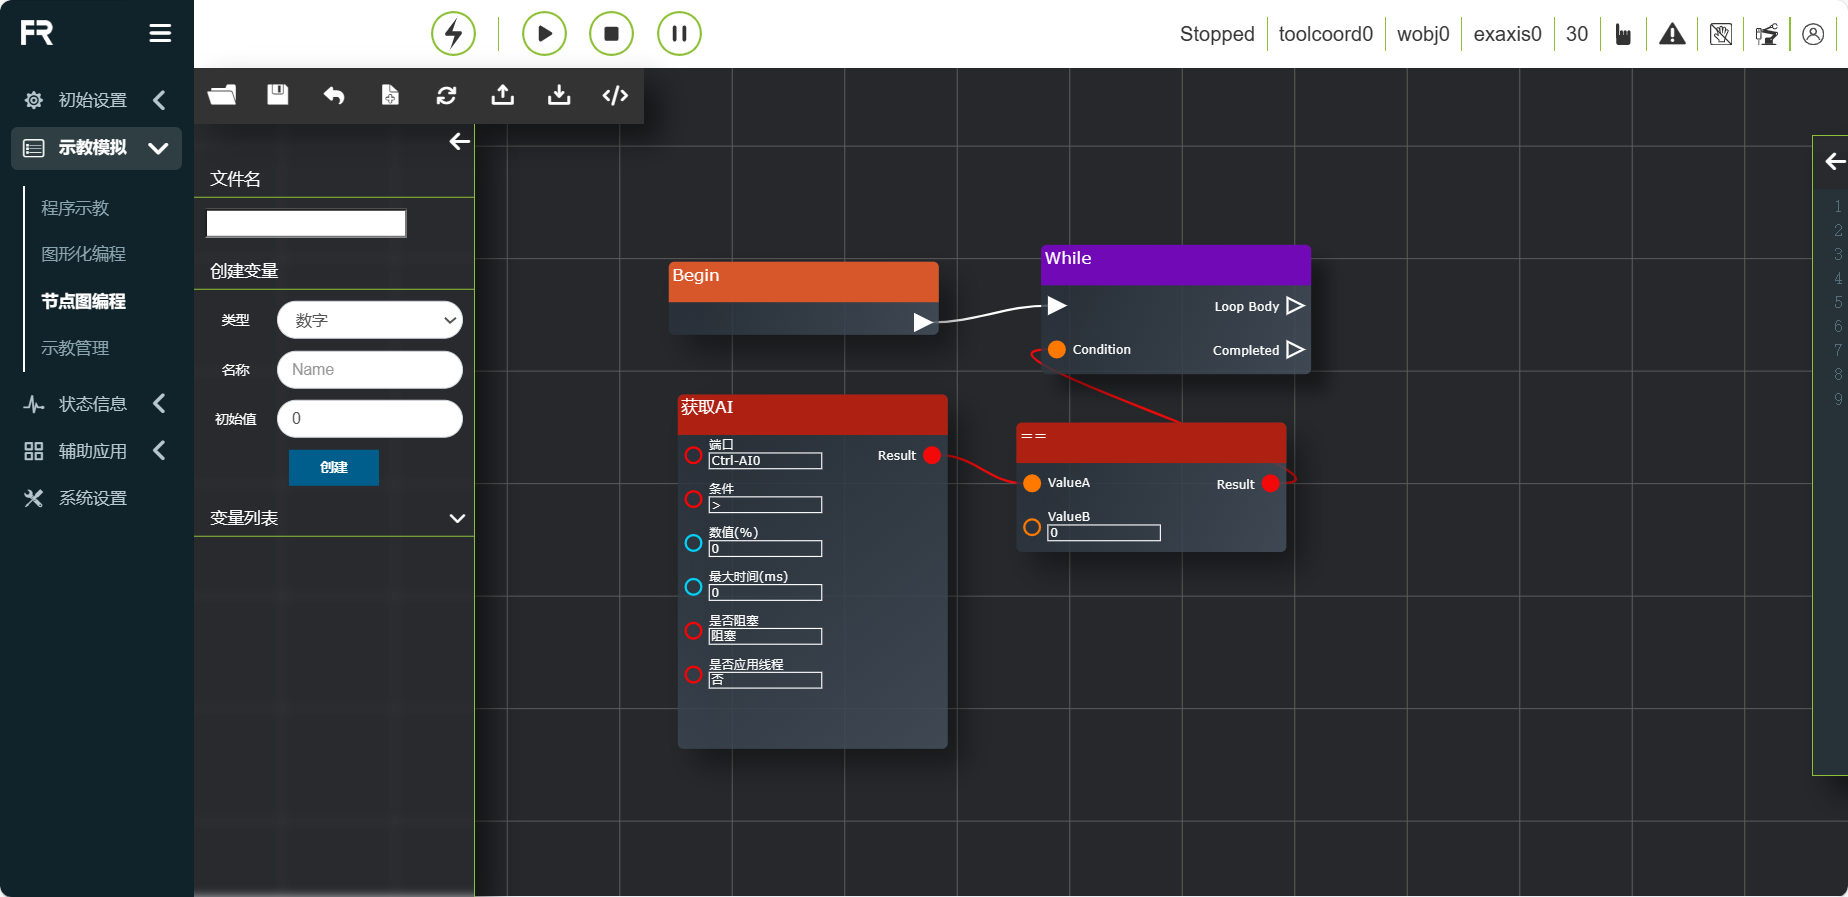 FR
Stopped
toolcoord0
wobj0
exaxis0
30
初始设置
示教模拟
程序示教
图形化编程
节点图编程
示教管理
状态信息
辅助应用
系统设置
文件名
创建变量
类型
数字
名称
Name
初始值
0
创建
变量列表
Begin
While
Loop Body
Condition
Completed
获取AI
端口
Ctrl-AI0
Result
条件
>
数值(%)
0
最大时间(ms)
0
是否阻塞
阻塞
是否应用线程
否
==
ValueA
Result
ValueB
0
1
2
3
4
5
6
7
8
9